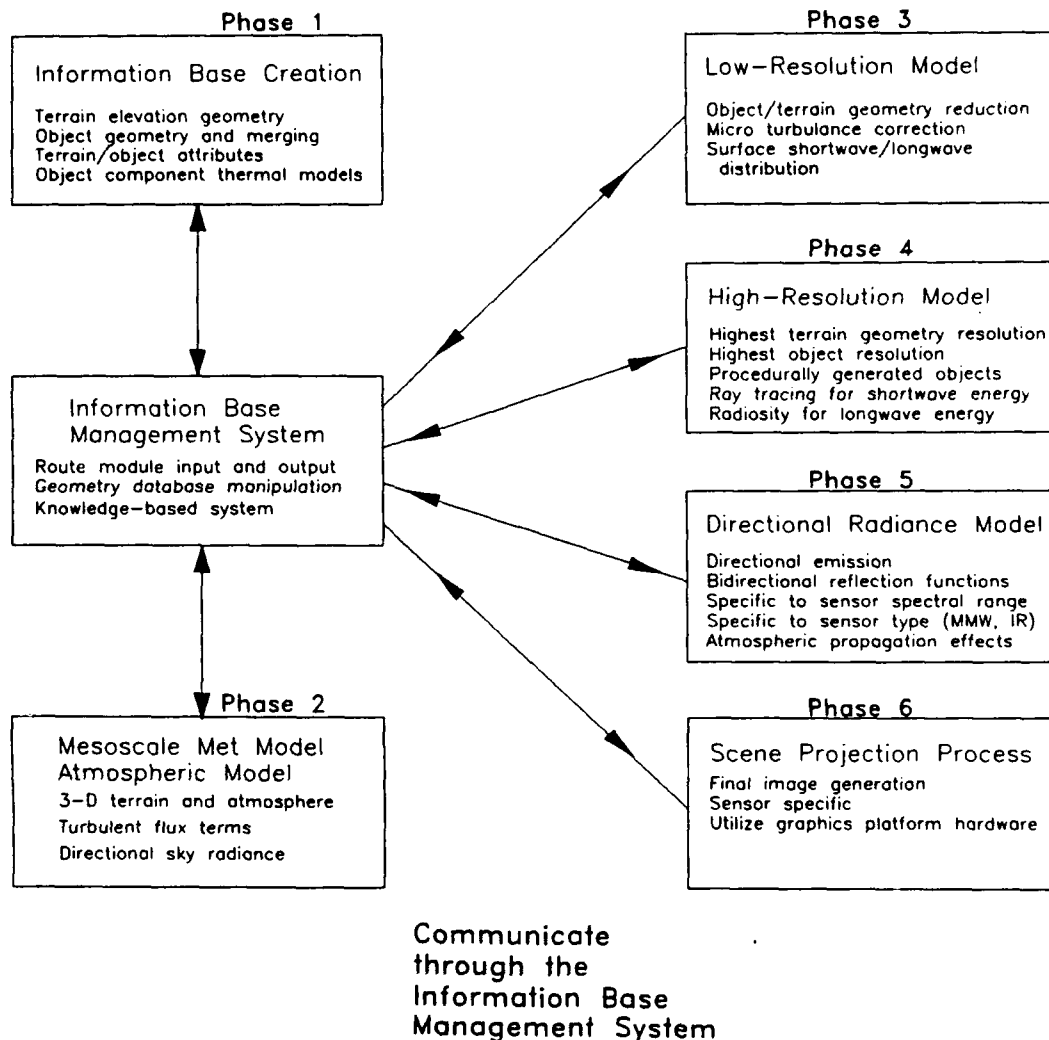 Phase 1
Information Base Creation
Terrain elevation geometry
Object geometry and merging
Terrain/object attributes
Object component thermal models
Information Base
Management System
Route module input and output
Geometry database manipulation
Knowledge-based system
Phase 2
Mesoscale Met Model
Atmospheric Model
3-D terrain and atmosphere
Turbulent flux terms
Directional sky radiance
Phase 3
Low-Resolution Model
Object/terrain geometry reduction
Micro turbulance correction
Surface shortwave/longwave
distribution
Phase 4
High-Resolution Model
Highest terrain geometry resolution
Highest object resolution
Procedurally generated objects
Ray tracing for shortwave energy
Radiosity for longwave energy
Phase 5
Directional Radiance Model
Directional emission
Bidirectional reflection functions
Specific to sensor spectral range
Specific to sensor type (MMW, IR)
Atmospheric propagation effects
Phase 6
Scene Projection Process
Final image generation
Sensor specific
Utilize graphics platform hardware
Communicate
through the
Information Base
Management System